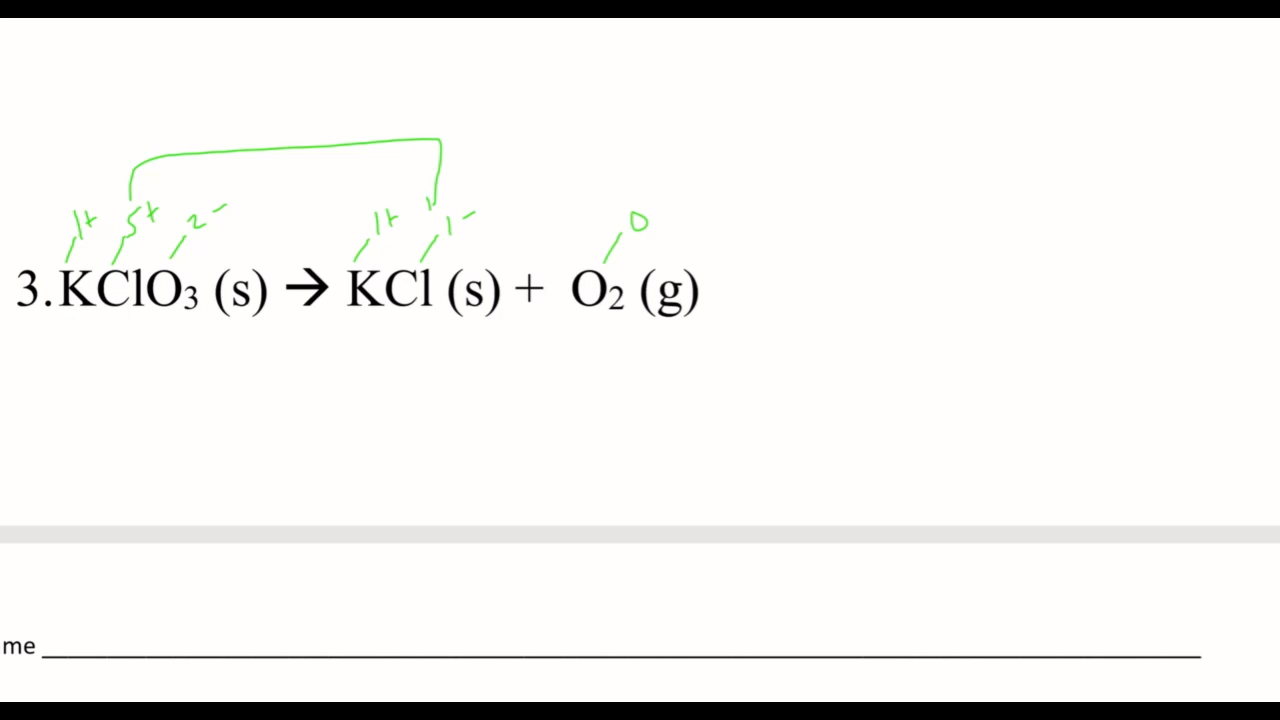 1+ 5+ 2- 1+ 1- 0
3. KClO₃ (s) → KCl (s) + O₂ (g)
me